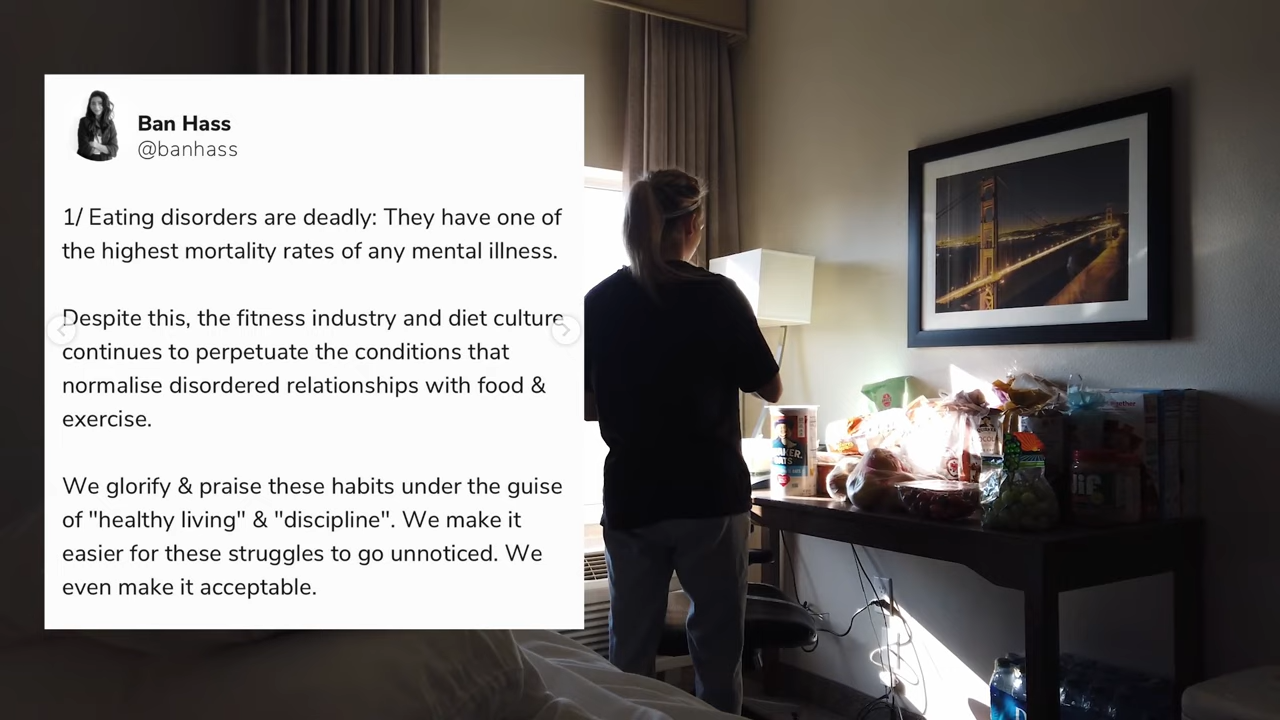 Ban Hass
@banhass
1/ Eating disorders are deadly: They have one of
the highest mortality rates of any mental illness.
Despite this, the fitness industry and diet culture
continues to perpetuate the conditions that
normalise disordered relationships with food &
exercise.
We glorify & praise these habits under the guise
of "healthy living" & "discipline". We make it
easier for these struggles to go unnoticed. We
even make it acceptable.
QUAKER
OATS
Jif